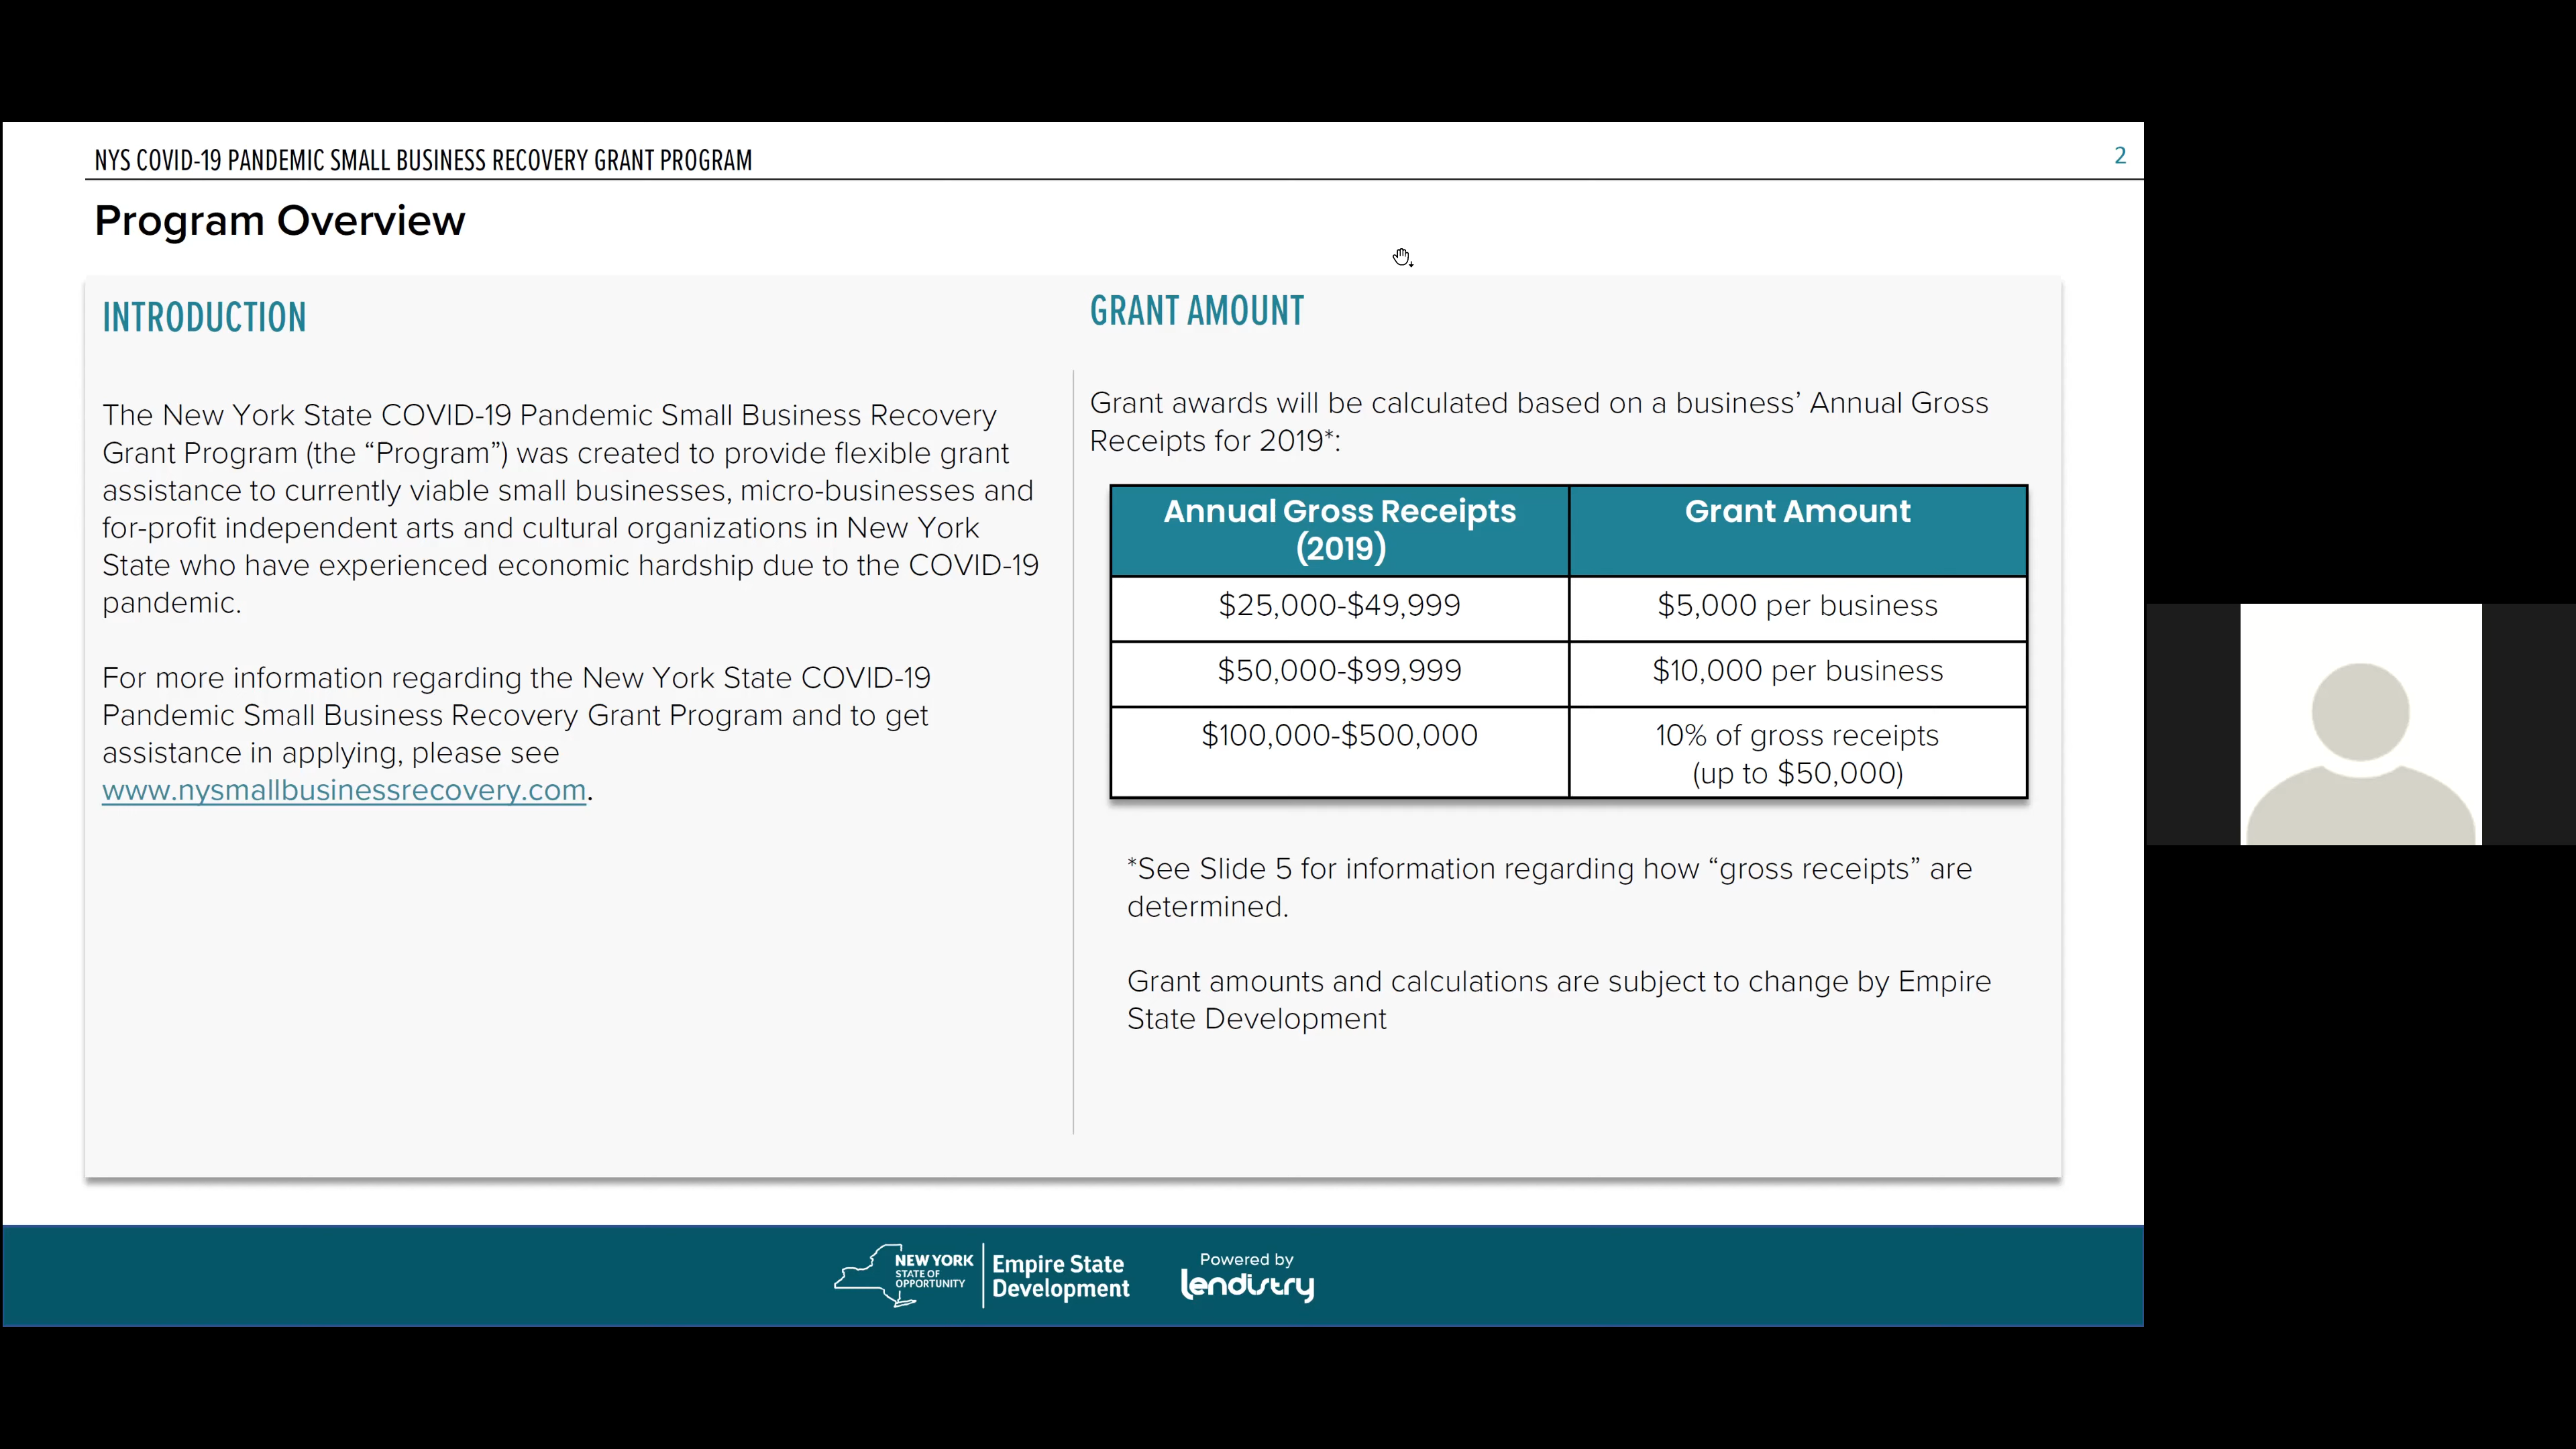 NYS COVID-19 PANDEMIC SMALL BUSINESS RECOVERY GRANT PROGRAM
2
Program Overview
INTRODUCTION
The New York State COVID-19 Pandemic Small Business Recovery
Grant Program (the “Program”) was created to provide flexible grant
assistance to currently viable small businesses, micro-businesses and
for-profit independent arts and cultural organizations in New York
State who have experienced economic hardship due to the COVID-19
pandemic.
For more information regarding the New York State COVID-19
Pandemic Small Business Recovery Grant Program and to get
assistance in applying, please see
www.nysmallbusinessrecovery.com.
GRANT AMOUNT
Grant awards will be calculated based on a business’ Annual Gross
Receipts for 2019*:
Annual Gross Receipts
(2019)
Grant Amount
$25,000-$49,999
$5,000 per business
$50,000-$99,999
$10,000 per business
$100,000-$500,000
10% of gross receipts
(up to $50,000)
*See Slide 5 for information regarding how “gross receipts” are
determined.
Grant amounts and calculations are subject to change by Empire
State Development
NEW YORK
STATE OF
OPPORTUNITY
Empire State
Development
Powered by
lendistry